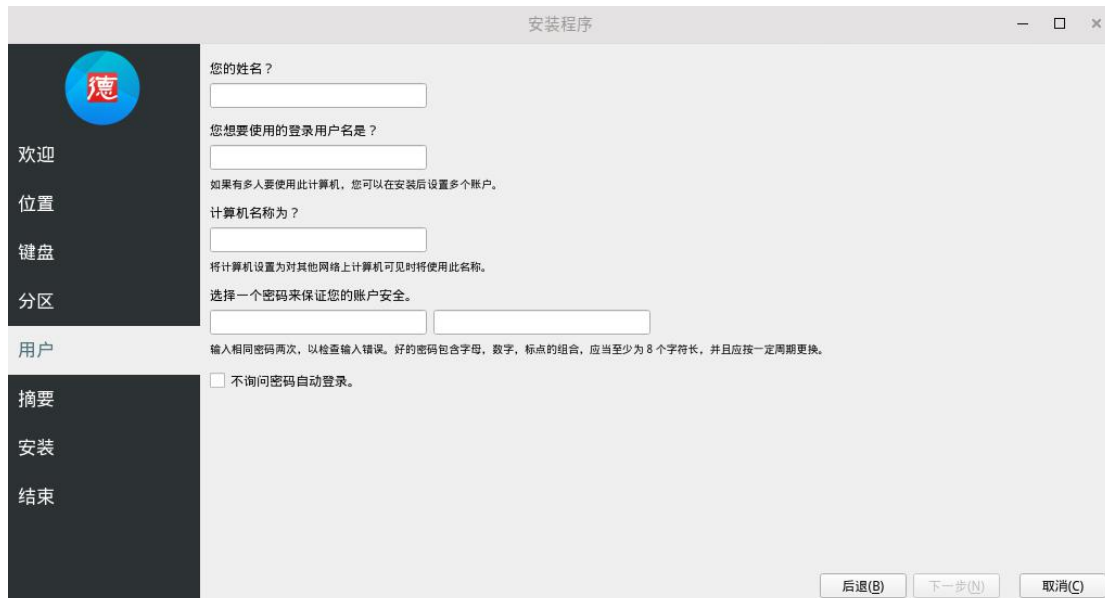 安装程序
德
欢迎
位置
键盘
分区
用户
摘要
安装
结束
您的姓名？
您想要使用的登录用户名是？
如果有多人要使用此计算机，您可以在安装后设置多个账户。
计算机名称为？
将计算机设置为对其他网络上计算机可见时将使用此名称。
选择一个密码来保证您的账户安全。
输入相同密码两次，以检查输入错误。好的密码包含字母，数字，标点的组合，应当至少为 8 个字符长，并且应按一定周期更换。
不询问密码自动登录。
后退(B) 下一步(N) 取消(C)